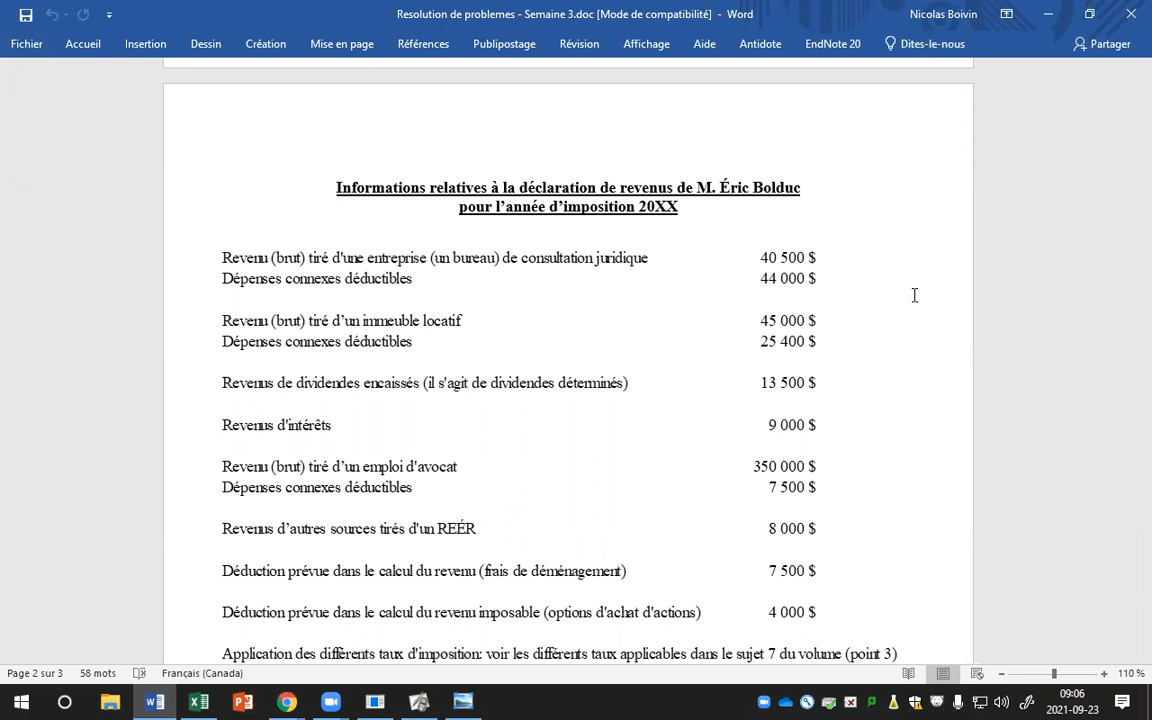 Resolution de problemes - Semaine 3.doc [Mode de compatibilité] - Word
Nicolas Boivin
Fichier Accueil Insertion Dessin Création Mise en page Références Publipostage Révision Affichage Aide Antidote EndNote 20 Dites-le-nous Partager
Informations relatives à la déclaration de revenus de M. Éric Bolduc
pour l'année d'imposition 20XX
Revenu (brut) tiré d'une entreprise (un bureau) de consultation juridique 40 500 $
Dépenses connexes déductibles 44 000 $
Revenu (brut) tiré d'un immeuble locatif 45 000 $
Dépenses connexes déductibles 25 400 $
Revenus de dividendes encaissés (il s'agit de dividendes déterminés) 13 500 $
Revenus d'intérêts 9 000 $
Revenu (brut) tiré d'un emploi d'avocat 350 000 $
Dépenses connexes déductibles 7 500 $
Revenus d'autres sources tirés d'un REÉR 8 000 $
Déduction prévue dans le calcul du revenu (frais de déménagement) 7 500 $
Déduction prévue dans le calcul du revenu imposable (options d'achat d'actions) 4 000 $
Application des différents taux d'imposition: voir les différents taux applicables dans le sujet 7 du volume (point 3)
Page 2 sur 3 58 mots Français (Canada) 110 %
09:06
2021-09-23